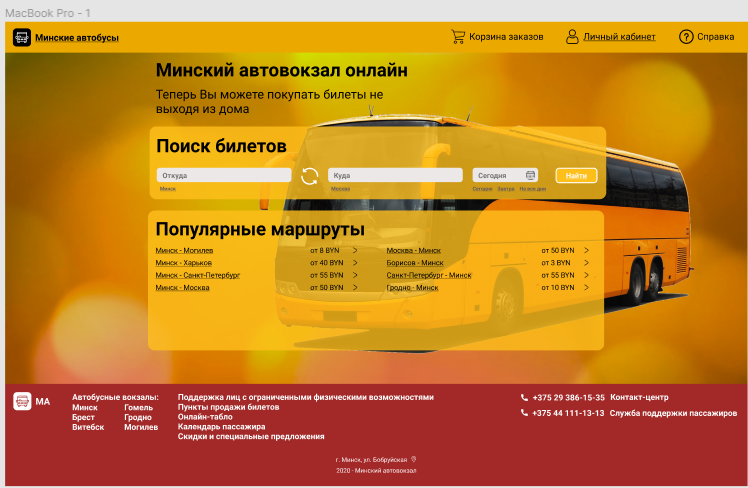 MacBook Pro - 1
Минские автобусы
Корзина заказов
Личный кабинет
Справка
Минский автовокзал онлайн
Теперь Вы можете покупать билеты не
выходя из дома
Поиск билетов
Откуда
Куда
Сегодня
Найти
Минск
Москва
Сегодня Завтра На все дни
Популярные маршруты
Минск - Могилев от 8 BYN >
Минск - Харьков от 40 BYN >
Минск - Санкт-Петербург от 55 BYN >
Минск - Москва от 50 BYN >
Москва - Минск от 50 BYN >
Борисов - Минск от 3 BYN >
Санкт-Петербург - Минск от 55 BYN >
Гродно - Минск от 10 BYN >
МА
Автобусные вокзалы:
Минск Гомель
Брест Гродно
Витебск Могилев
Поддержка лиц с ограниченными физическими возможностями
Пункты продажи билетов
Онлайн-табло
Календарь пассажира
Скидки и специальные предложения
+375 29 386-15-35 Контакт-центр
+375 44 111-13-13 Служба поддержки пассажиров
г. Минск, ул. Бобруйская
2020 - Минский автовокзал